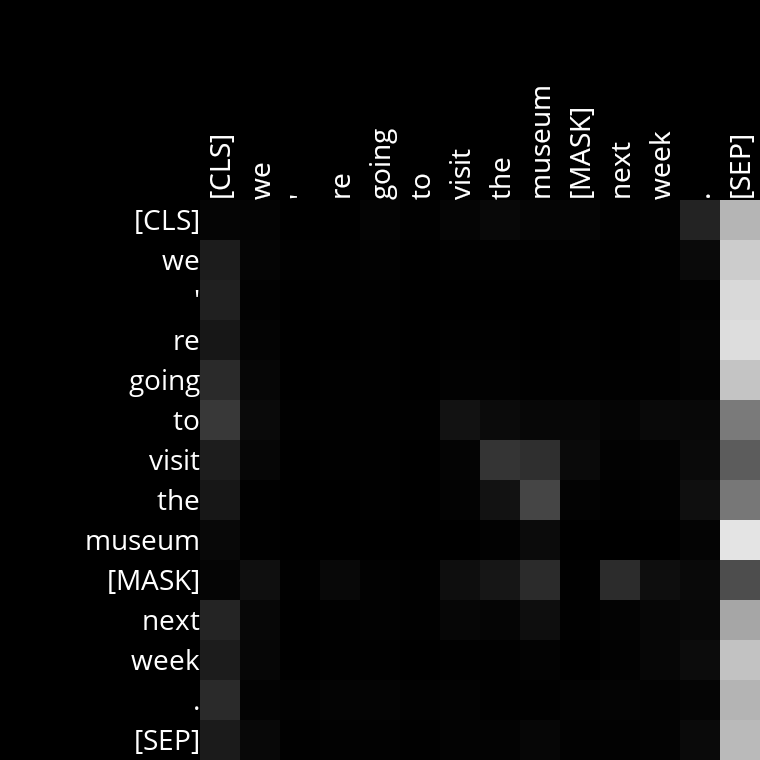 [CLS] we ' re going to visit the museum [MASK] next week . [SEP]
[CLS]
we
'
re
going
to
visit
the
museum
[MASK]
next
week
.
[SEP]